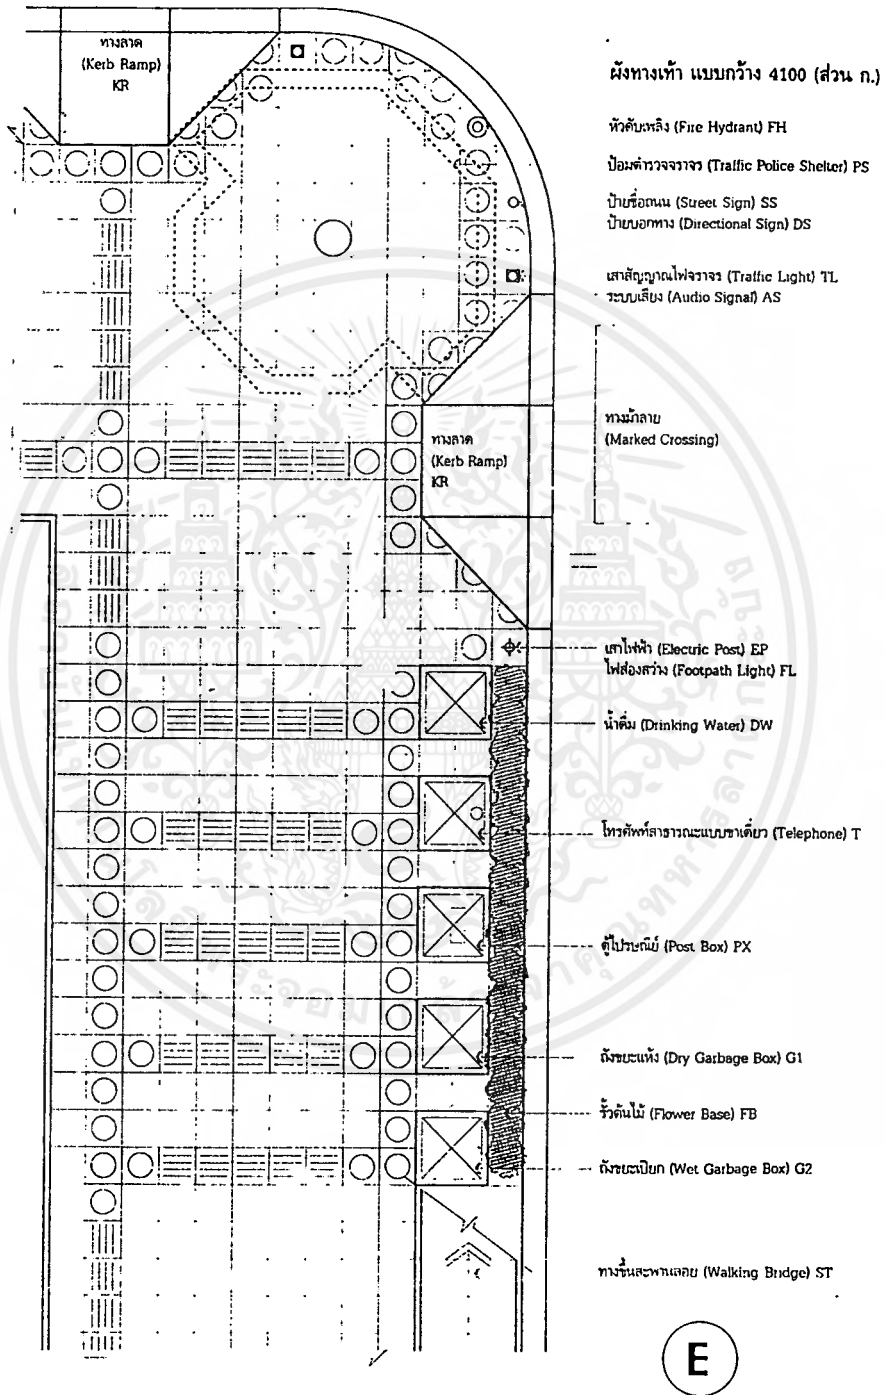 ทางลาด
(Kerb Ramp)
KR
ผังทางเท้า แบบกว้าง 4100 (ส่วน ก.)
หัวดับเพลิง (Fire Hydrant) FH
ป้อมตำรวจจราจร (Traffic Police Shelter) PS
ป้ายชื่อถนน (Street Sign) SS
ป้ายบอกทาง (Directional Sign) DS
เสาสัญญาณไฟจราจร (Traffic Light) TL
ระบบเสียง (Audio Signal) AS
ทางม้าลาย
(Marked Crossing)
ทางลาด
(Kerb Ramp)
KR
เสาไฟฟ้า (Electric Post) EP
ไฟส่องสว่าง (Footpath Light) FL
น้ำดื่ม (Drinking Water) DW
โทรศัพท์สาธารณะแบบขาเดี่ยว (Telephone) T
ตู้ไปรษณีย์ (Post Box) PX
ถังขยะแห้ง (Dry Garbage Box) G1
รั้วต้นไม้ (Flower Base) FB
ถังขยะเปียก (Wet Garbage Box) G2
ทางขึ้นสะพานลอย (Walking Bridge) ST
E